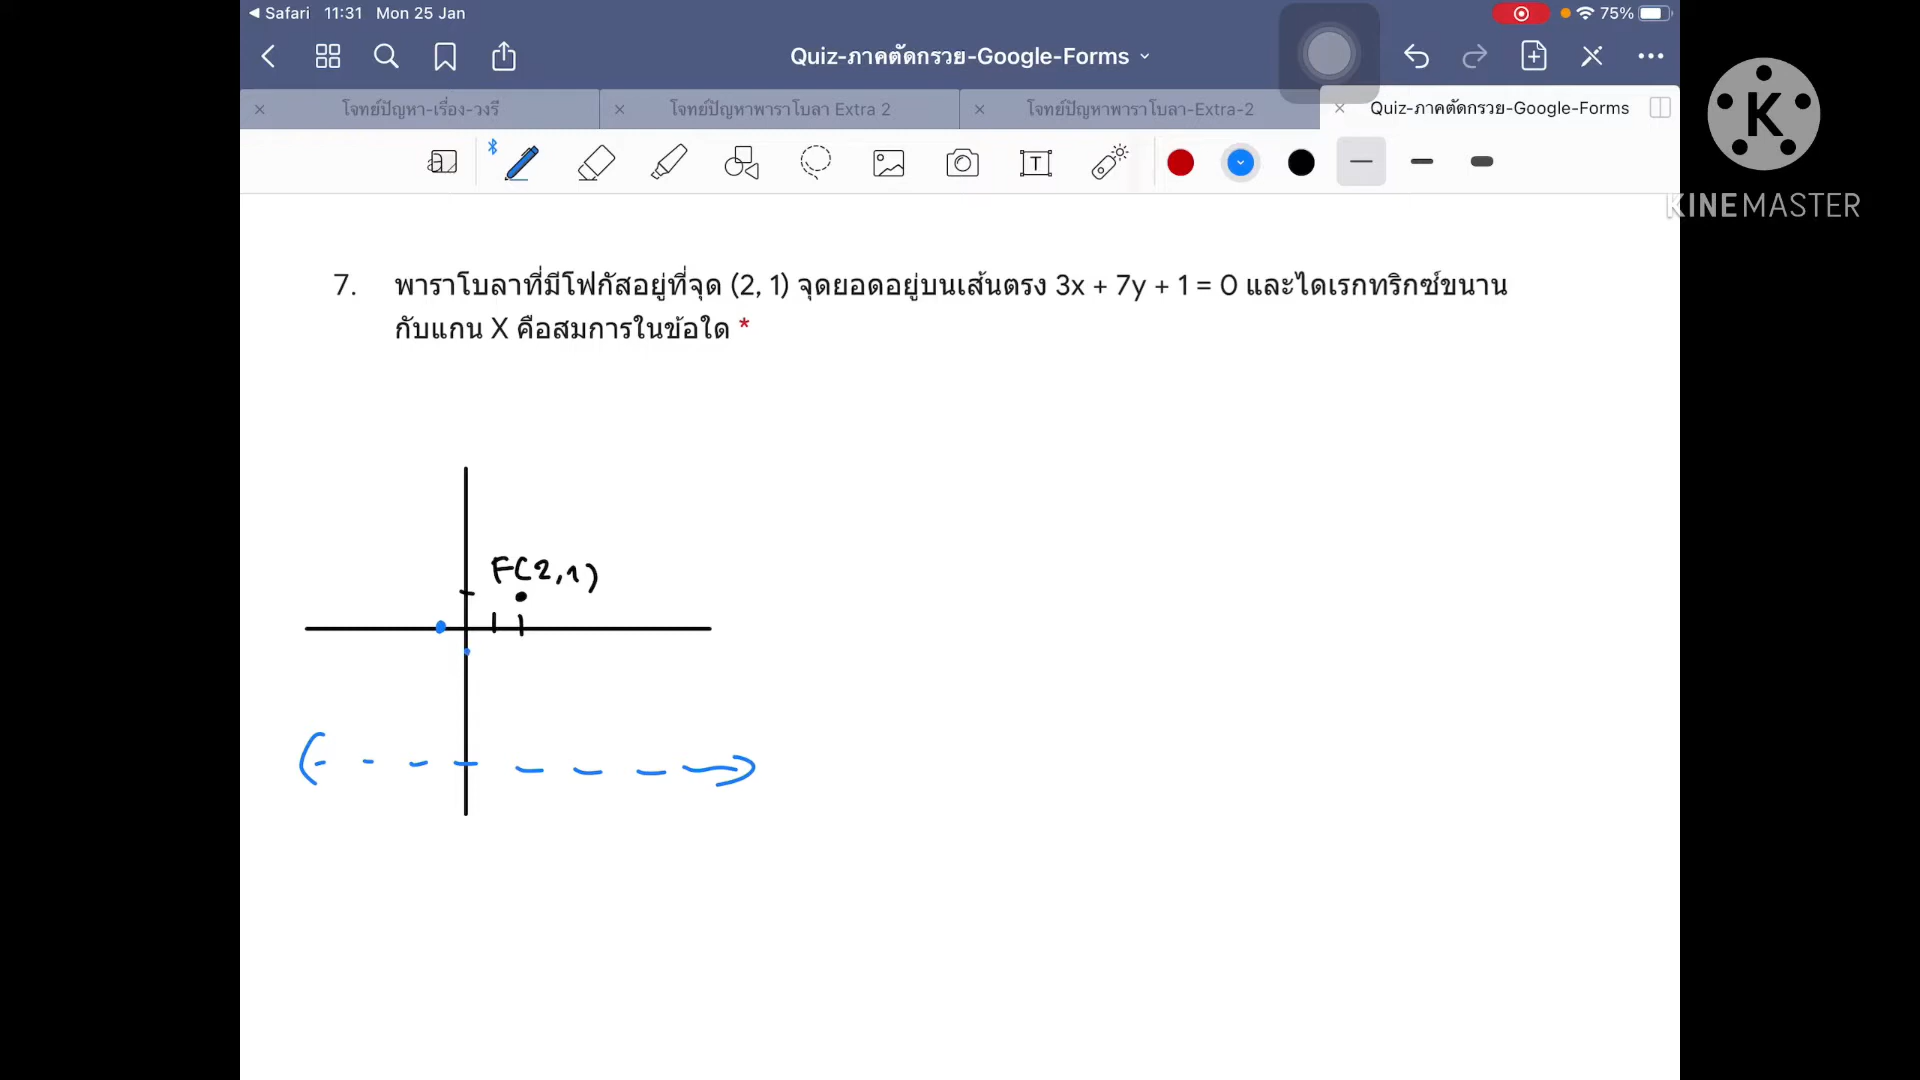 Safari 11:31 Mon 25 Jan
75%
Quiz-ภาคตัดกรวย-Google-Forms
โจทย์ปัญหา-เรื่อง-วงรี
โจทย์ปัญหาพาราโบลา Extra 2
โจทย์ปัญหาพาราโบลา-Extra-2
Quiz-ภาคตัดกรวย-Google-Forms
K
KINEMASTER
7. พาราโบลาที่มีโฟกัสอยู่ที่จุด (2, 1) จุดยอดอยู่บนเส้นตรง 3x + 7y + 1 = 0 และไดเรกทริกซ์ขนาน
กับแกน X คือสมการในข้อใด *
F(2,1)